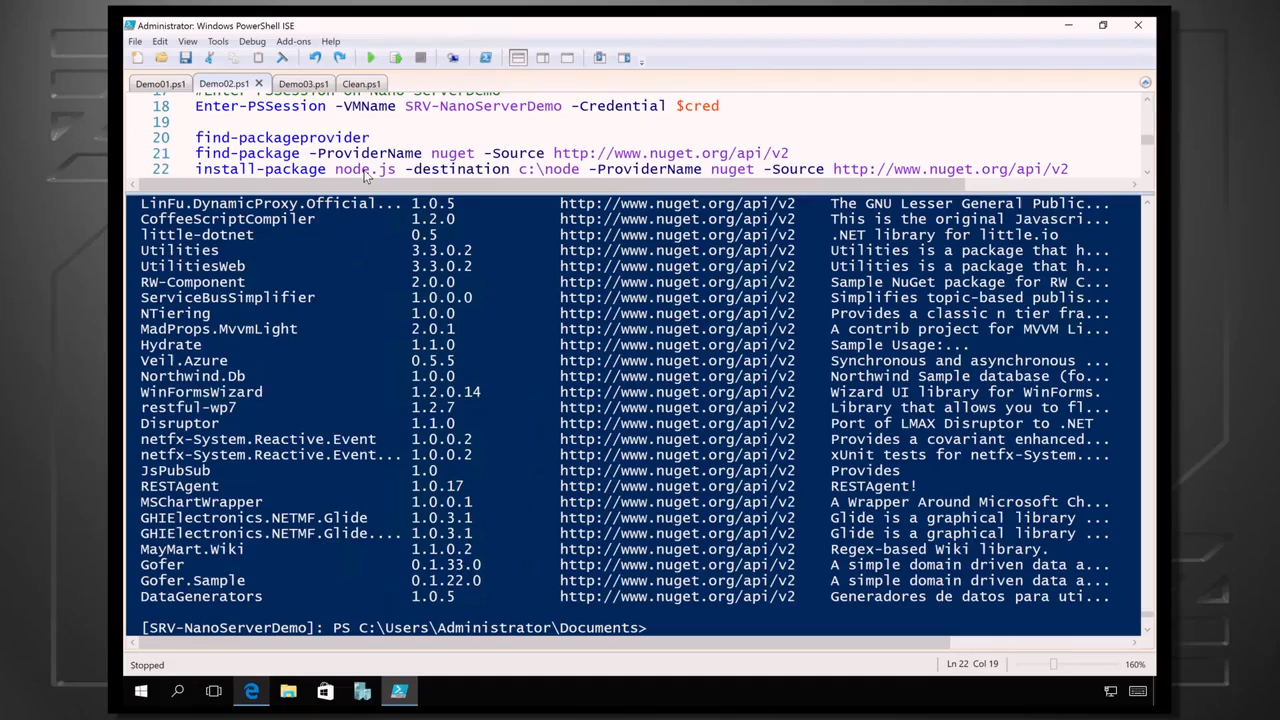 Administrator: Windows PowerShell ISE
File Edit View Tools Debug Add-ons Help
Demo01.ps1 Demo02.ps1 Demo03.ps1 Clean.ps1
17 #Enter PSSession on Nano ServerDemo
18 Enter-PSSession -VMName SRV-NanoServerDemo -Credential $cred
19
20 find-packageprovider
21 find-package -ProviderName nuget -Source http://www.nuget.org/api/v2
22 install-package node.js -destination c:\node -ProviderName nuget -Source http://www.nuget.org/api/v2
LinFu.DynamicProxy.Official... 1.0.5 http://www.nuget.org/api/v2 The GNU Lesser General Public...
CoffeeScriptCompiler 1.2.0 http://www.nuget.org/api/v2 This is the original Javascri...
little-dotnet 0.5 http://www.nuget.org/api/v2 .NET library for little.io
Utilities 3.3.0.2 http://www.nuget.org/api/v2 Utilities is a package that h...
UtilitiesWeb 3.3.0.2 http://www.nuget.org/api/v2 Utilities is a package that h...
RW-Component 2.0.0 http://www.nuget.org/api/v2 Sample NuGet package for RW C...
ServiceBusSimplifier 1.0.0.0 http://www.nuget.org/api/v2 Simplifies topic-based publis...
NTiering 1.0.0 http://www.nuget.org/api/v2 Provides a classic n tier fra...
MadProps.MvvmLight 2.0.1 http://www.nuget.org/api/v2 A contrib project for MVVM Li...
Hydrate 1.1.0 http://www.nuget.org/api/v2 Sample Usage:...
Veil.Azure 0.5.5 http://www.nuget.org/api/v2 Synchronous and asynchronous ...
Northwind.Db 1.0.0 http://www.nuget.org/api/v2 Northwind Sample database (fo...
WinFormsWizard 1.2.0.14 http://www.nuget.org/api/v2 Wizard UI library for WinForms.
restful-wp7 1.2.7 http://www.nuget.org/api/v2 Library that allows you to fl...
Disruptor 1.1.0 http://www.nuget.org/api/v2 Port of LMAX Disruptor to .NET
netfx-System.Reactive.Event 1.0.0.2 http://www.nuget.org/api/v2 Provides a covariant enhanced...
netfx-System.Reactive.Event... 1.0.0.2 http://www.nuget.org/api/v2 xUnit tests for netfx-System....
JsPubSub 1.0 http://www.nuget.org/api/v2 Provides
RESTAgent 1.0.17 http://www.nuget.org/api/v2 RESTAgent!
MSChartWrapper 1.0.0.1 http://www.nuget.org/api/v2 A Wrapper Around Microsoft Ch...
GHIElectronics.NETMF.Glide 1.0.3.1 http://www.nuget.org/api/v2 Glide is a graphical library ...
GHIElectronics.NETMF.Glide.... 1.0.3.1 http://www.nuget.org/api/v2 Glide is a graphical library ...
MayMart.Wiki 1.1.0.2 http://www.nuget.org/api/v2 Regex-based Wiki library.
Gofer 0.1.33.0 http://www.nuget.org/api/v2 A simple domain driven data a...
Gofer.Sample 0.1.22.0 http://www.nuget.org/api/v2 A simple domain driven data a...
DataGenerators 1.0.5 http://www.nuget.org/api/v2 Generadores de datos para uti...
[SRV-NanoServerDemo]: PS C:\Users\Administrator\Documents>
Stopped Ln 22 Col 19 160%